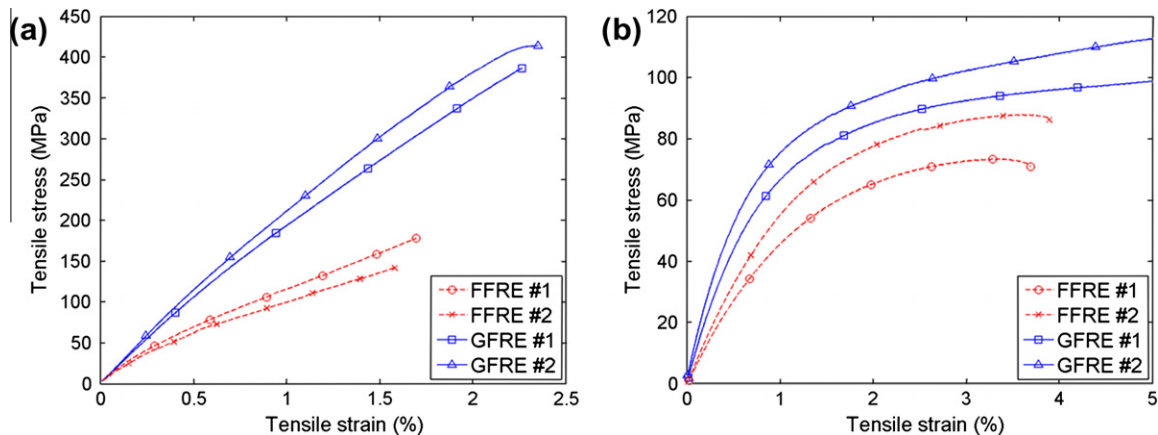 (a)
Tensile stress (MPa)
450
400
350
300
250
200
150
100
50
0
0 0.5 1 1.5 2 2.5
Tensile strain (%)
FFRE #1
FFRE #2
GFRE #1
GFRE #2
(b)
Tensile stress (MPa)
120
100
80
60
40
20
0
0 1 2 3 4 5
Tensile strain (%)
FFRE #1
FFRE #2
GFRE #1
GFRE #2